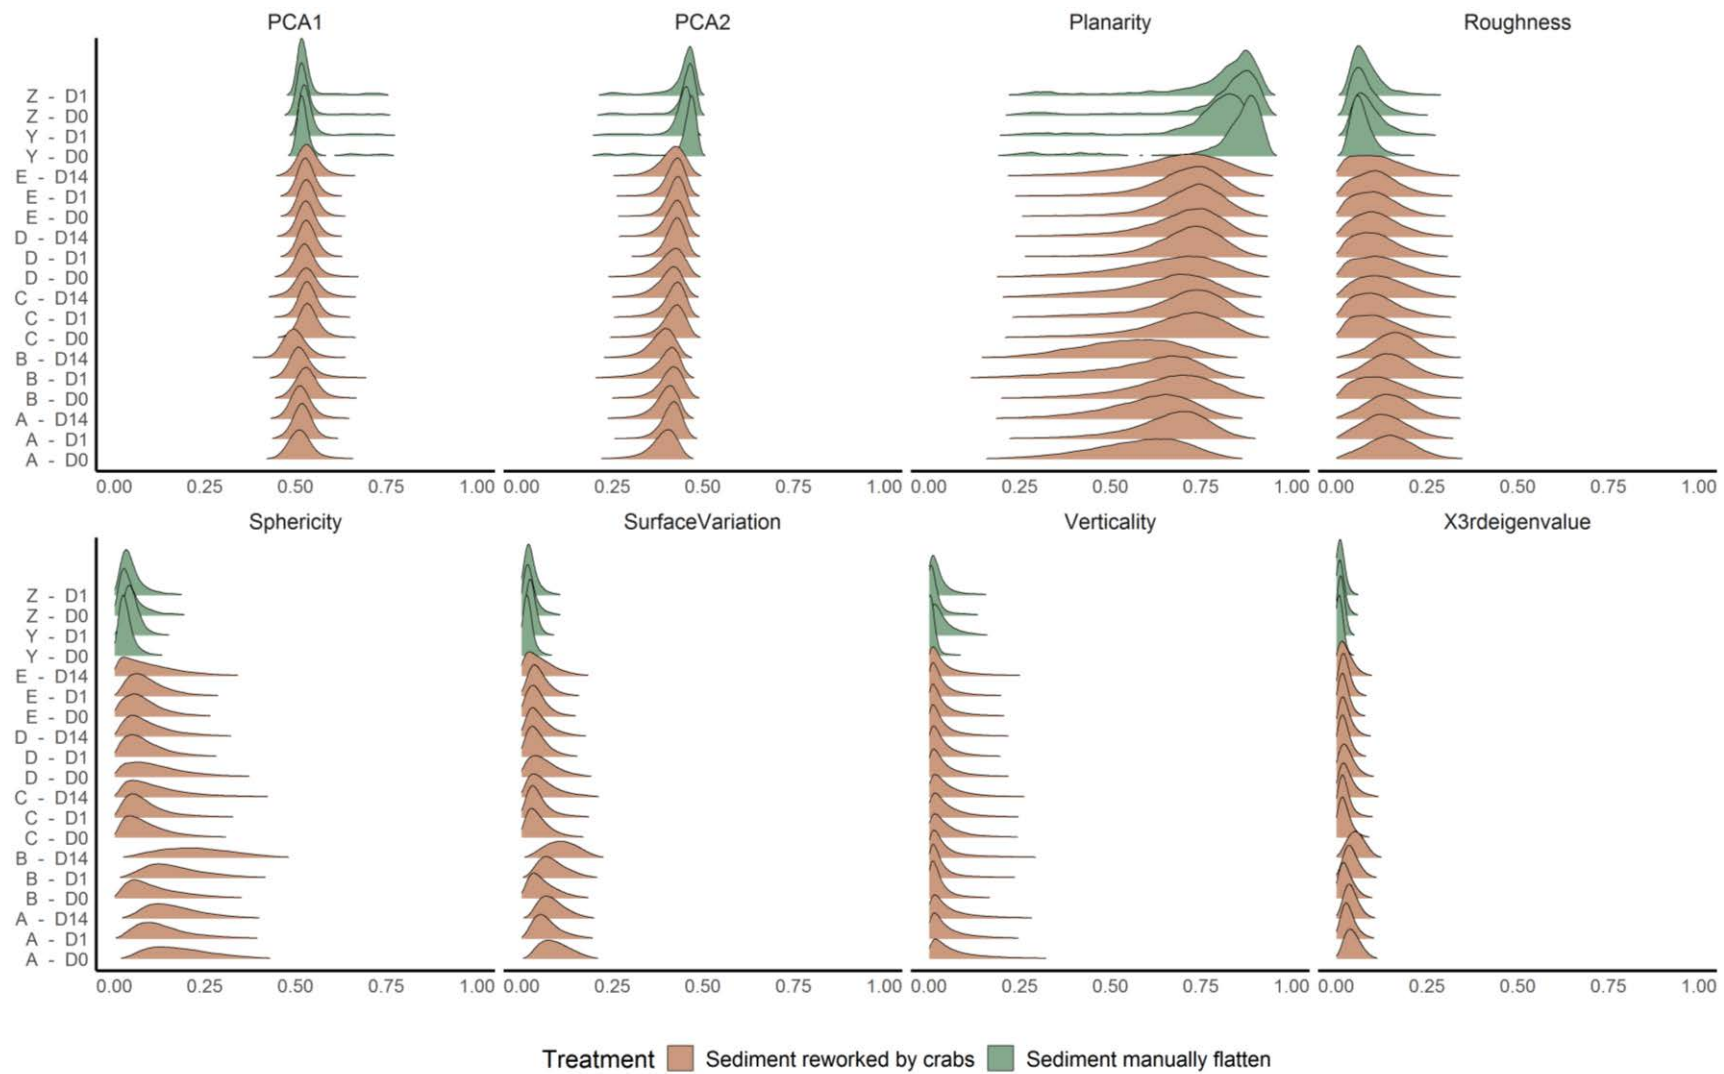 PCA1 PCA2 Planarity Roughness
Z - D1
Z - D0
Y - D1
Y - D0
E - D14
E - D1
E - D0
D - D14
D - D1
D - D0
C - D14
C - D1
C - D0
B - D14
B - D1
B - D0
A - D14
A - D1
A - D0
0.00 0.25 0.50 0.75 1.00 0.00 0.25 0.50 0.75 1.00 0.00 0.25 0.50 0.75 1.00 0.00 0.25 0.50 0.75 1.00
Sphericity SurfaceVariation Verticality X3rdeigenvalue
Z - D1
Z - D0
Y - D1
Y - D0
E - D14
E - D1
E - D0
D - D14
D - D1
D - D0
C - D14
C - D1
C - D0
B - D14
B - D1
B - D0
A - D14
A - D1
A - D0
0.00 0.25 0.50 0.75 1.00 0.00 0.25 0.50 0.75 1.00 0.00 0.25 0.50 0.75 1.00 0.00 0.25 0.50 0.75 1.00
Treatment Sediment reworked by crabs Sediment manually flatten